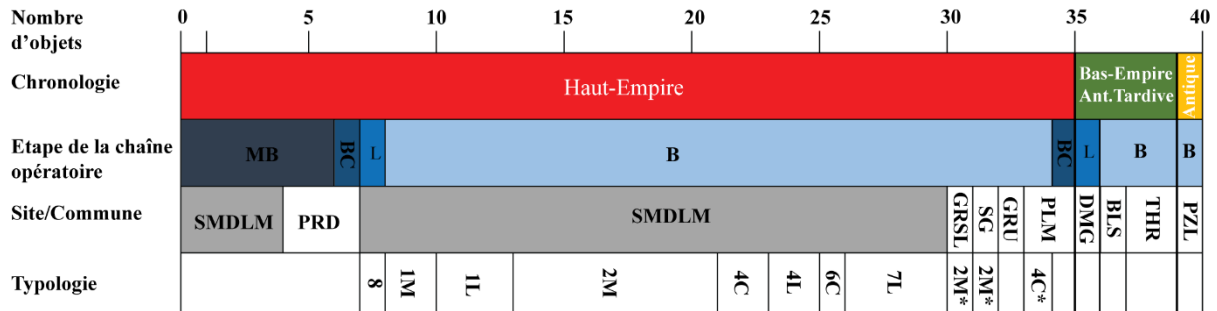 Nombre d'objets
0 5 10 15 20 25 30 35 40
Chronologie
Haut-Empire
Bas-Empire
Ant.Tardive
Antique
Etape de la chaîne
opératoire
MB BC L B BC L B B
Site/Commune
SMDLM PRD SMDLM GRSL SG GRU PLM DMG BLS THR PZL
Typologie
8 1M 1L 2M 4C 4L 6C 7L 2M* 2M* 4C*